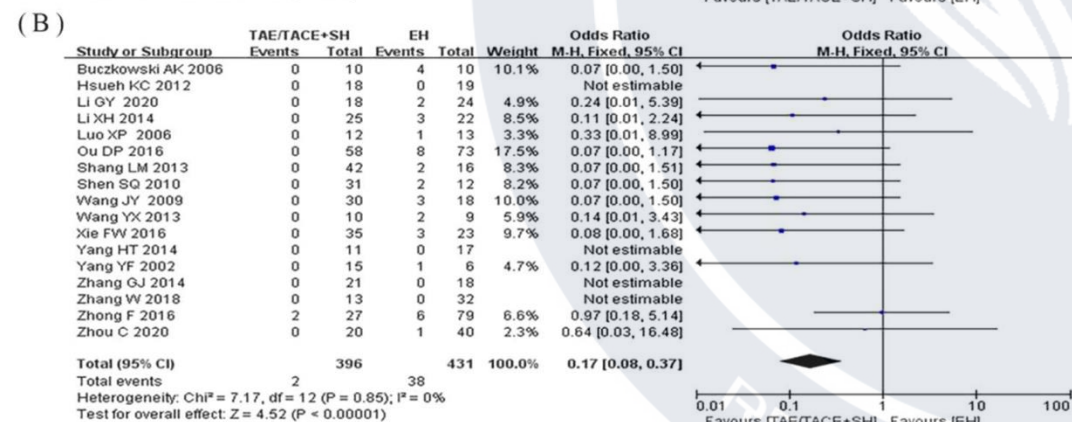 (B)
TAE/TACE+SH EH Odds Ratio Odds Ratio
Study or Subgroup Events Total Events Total Weight M-H, Fixed, 95% CI M-H, Fixed, 95% CI
Buczkowski AK 2006 0 10 4 10 10.1% 0.07 [0.00, 1.50]
Hsueh KC 2012 0 18 0 19 Not estimable
Li GY 2020 0 18 2 24 4.9% 0.24 [0.01, 5.39]
Li XH 2014 0 25 3 22 8.5% 0.11 [0.01, 2.24]
Luo XP 2006 0 12 1 13 3.3% 0.33 [0.01, 8.99]
Ou DP 2016 0 58 8 73 17.5% 0.07 [0.00, 1.17]
Shang LM 2013 0 42 2 16 8.3% 0.07 [0.00, 1.51]
Shen SQ 2010 0 31 2 12 8.2% 0.07 [0.00, 1.50]
Wang JY 2009 0 30 3 18 10.0% 0.07 [0.00, 1.50]
Wang YX 2013 0 10 2 9 5.9% 0.14 [0.01, 3.43]
Xie FW 2016 0 35 3 23 9.7% 0.08 [0.00, 1.68]
Yang HT 2014 0 11 0 17 Not estimable
Yang YF 2002 0 15 1 6 4.7% 0.12 [0.00, 3.36]
Zhang GJ 2014 0 21 0 18 Not estimable
Zhang W 2018 0 13 0 32 Not estimable
Zhong F 2016 2 27 6 79 6.6% 0.97 [0.18, 5.14]
Zhou C 2020 0 20 1 40 2.3% 0.64 [0.03, 16.48]
Total (95% CI) 396 431 100.0% 0.17 [0.08, 0.37]
Total events 2 38
Heterogeneity: Chi² = 7.17, df = 12 (P = 0.85); I² = 0%
Test for overall effect: Z = 4.52 (P < 0.00001)
0.01 0.1 1 10 100
Favours [TAE/TACE+SH] Favours [EH]